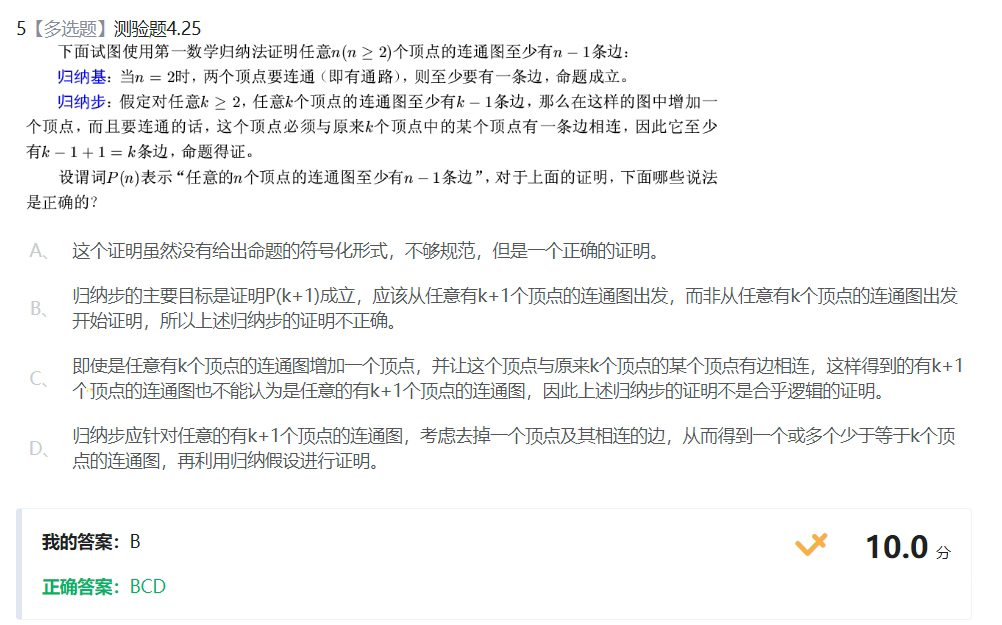 5【多选题】测验题4.25
下面试图使用第一数学归纳法证明任意n(n ≥ 2)个顶点的连通图至少有n − 1条边：
归纳基：当n = 2时，两个顶点要连通（即有通路），则至少要有一条边，命题成立。
归纳步：假定对任意k ≥ 2，任意k个顶点的连通图至少有k − 1条边，那么在这样的图中增加一
个顶点，而且要连通的话，这个顶点必须与原来k个顶点中的某个顶点有一条边相连，因此它至少
有k − 1 + 1 = k条边，命题得证。
设谓词P(n)表示“任意的n个顶点的连通图至少有n − 1条边”，对于上面的证明，下面哪些说法
是正确的？
A、 这个证明虽然没有给出命题的符号化形式，不够规范，但是一个正确的证明。
B、 归纳步的主要目标是证明P(k+1)成立，应该从任意有k+1个顶点的连通图出发，而非从任意有k个顶点的连通图出发
开始证明，所以上述归纳步的证明不正确。
C、 即使是任意有k个顶点的连通图增加一个顶点，并让这个顶点与原来k个顶点的某个顶点有边相连，这样得到的有k+1
个顶点的连通图也不能认为是任意的有k+1个顶点的连通图，因此上述归纳步的证明不是合乎逻辑的证明。
D、 归纳步应针对任意的有k+1个顶点的连通图，考虑去掉一个顶点及其相连的边，从而得到一个或多个少于等于k个顶
点的连通图，再利用归纳假设进行证明。
我的答案：B
10.0 分
正确答案：BCD